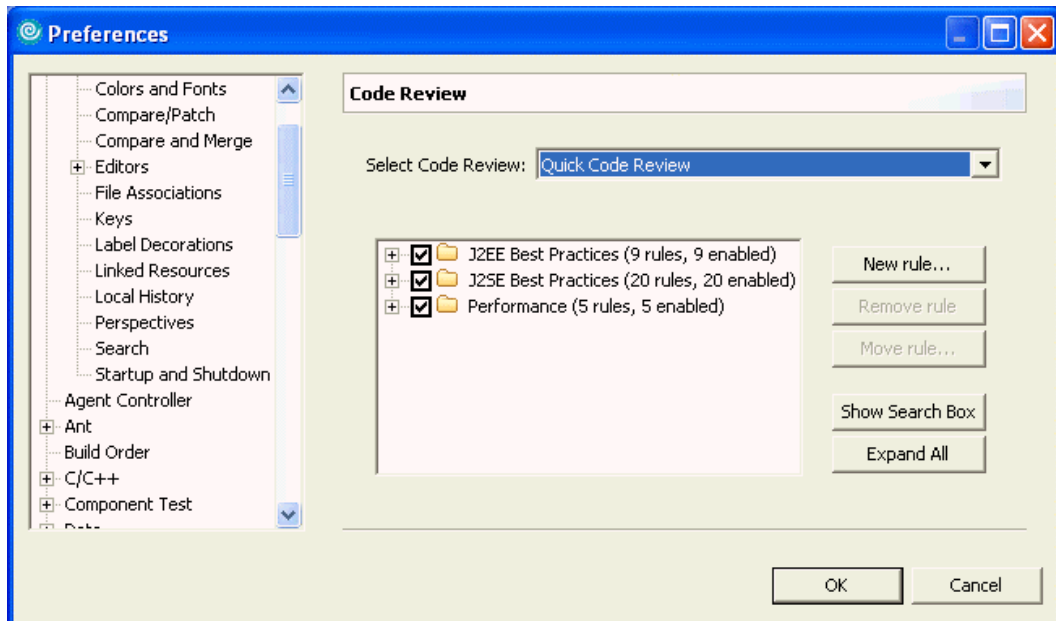 Preferences
Colors and Fonts
Compare/Patch
Compare and Merge
Editors
File Associations
Keys
Label Decorations
Linked Resources
Local History
Perspectives
Search
Startup and Shutdown
Agent Controller
Ant
Build Order
C/C++
Component Test
Code Review
Select Code Review: Quick Code Review
J2EE Best Practices (9 rules, 9 enabled)
J2SE Best Practices (20 rules, 20 enabled)
Performance (5 rules, 5 enabled)
New rule...
Remove rule
Move rule...
Show Search Box
Expand All
OK
Cancel